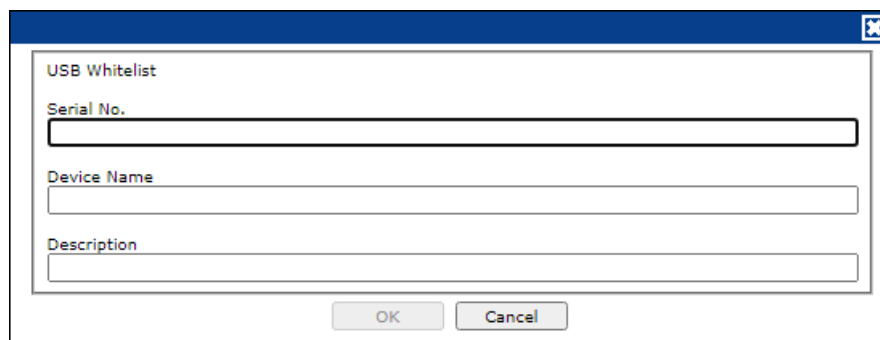 USB Whitelist
Serial No.
Device Name
Description
OK Cancel